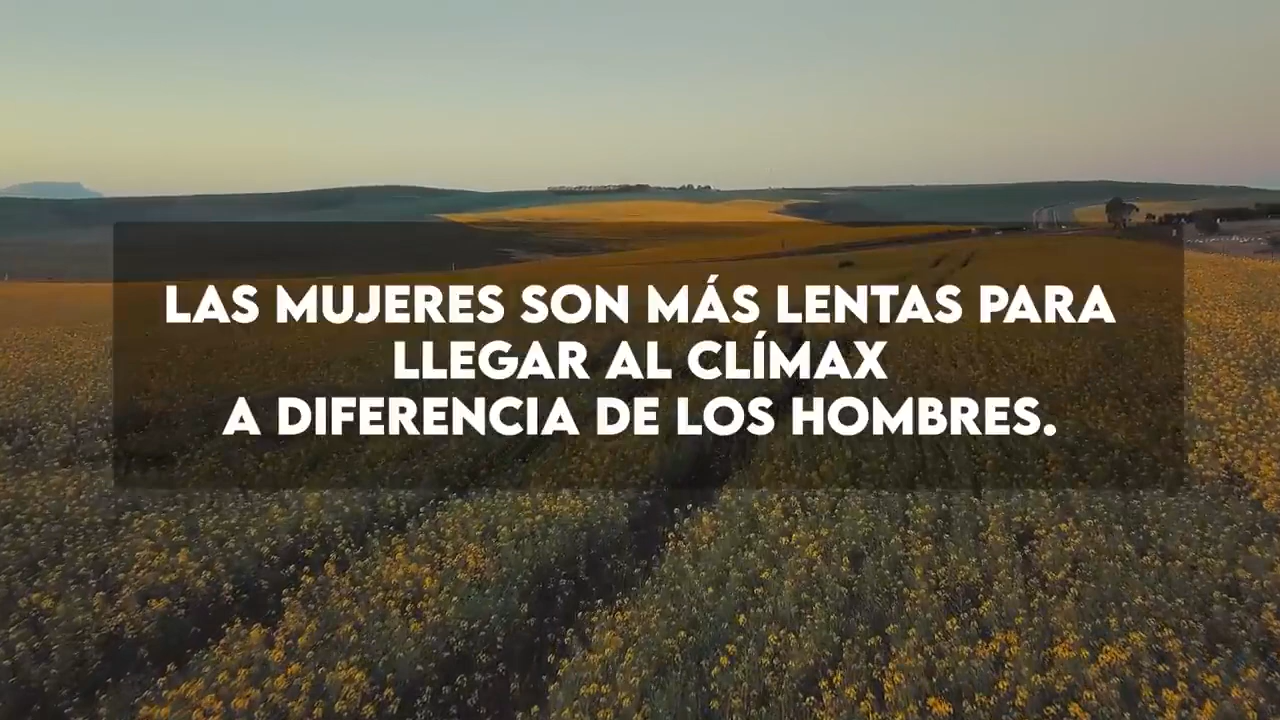 LAS MUJERES SON MÁS LENTAS PARA
LLEGAR AL CLÍMAX
A DIFERENCIA DE LOS HOMBRES.